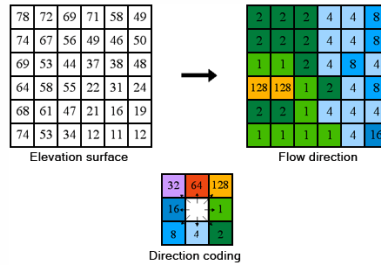 78 72 69 71 58 49
74 67 56 49 46 50
69 53 44 37 38 48
64 58 55 22 31 24
68 61 47 21 16 19
74 53 34 12 11 12
Elevation surface
2 2 2 4 4 8
2 2 2 4 4 8
1 1 2 4 8 4
128 128 1 2 4 8
2 2 1 4 4 4
1 1 1 1 4 16
Flow direction
32 64 128
16 1
8 4 2
Direction coding